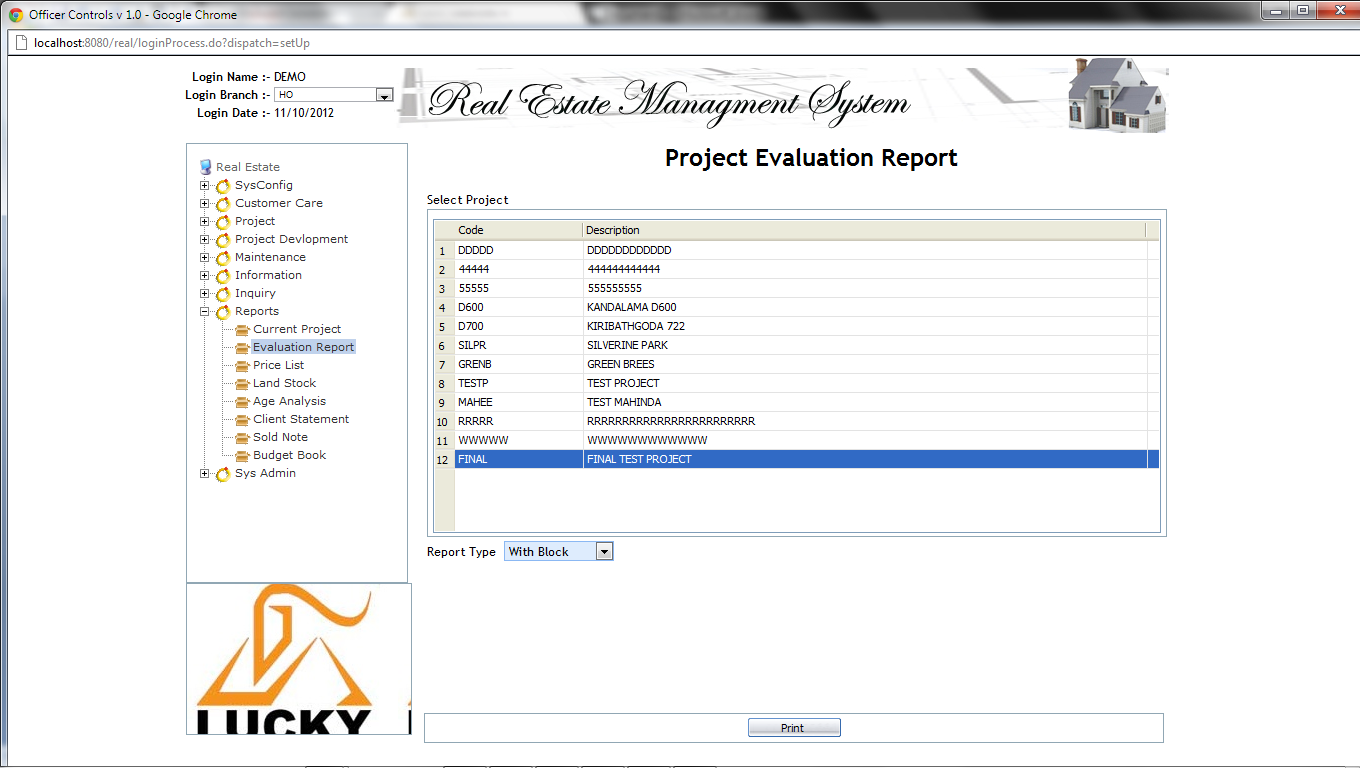 Officer Controls v 1.0 - Google Chrome
localhost:8080/real/loginProcess.do?dispatch=setUp
Login Name :- DEMO
Login Branch :- HO
Login Date :- 11/10/2012
Real Estate Managment System
Real Estate
SysConfig
Customer Care
Project
Project Devlopment
Maintenance
Information
Inquiry
Reports
Current Project
Evaluation Report
Price List
Land Stock
Age Analysis
Client Statement
Sold Note
Budget Book
Sys Admin
LUCKY
Project Evaluation Report
Select Project
Code Description
1 DDDDD DDDDDDDDDDDD
2 44444 444444444444
3 55555 555555555
4 D600 KANDALAMA D600
5 D700 KIRIBATHGODA 722
6 SILPR SILVERINE PARK
7 GRENB GREEN BREES
8 TESTP TEST PROJECT
9 MAHEE TEST MAHINDA
10 RRRRR RRRRRRRRRRRRRRRRRRRRRRRR
11 WWWWW WWWWWWWWWWWW
12 FINAL FINAL TEST PROJECT
Report Type With Block
Print